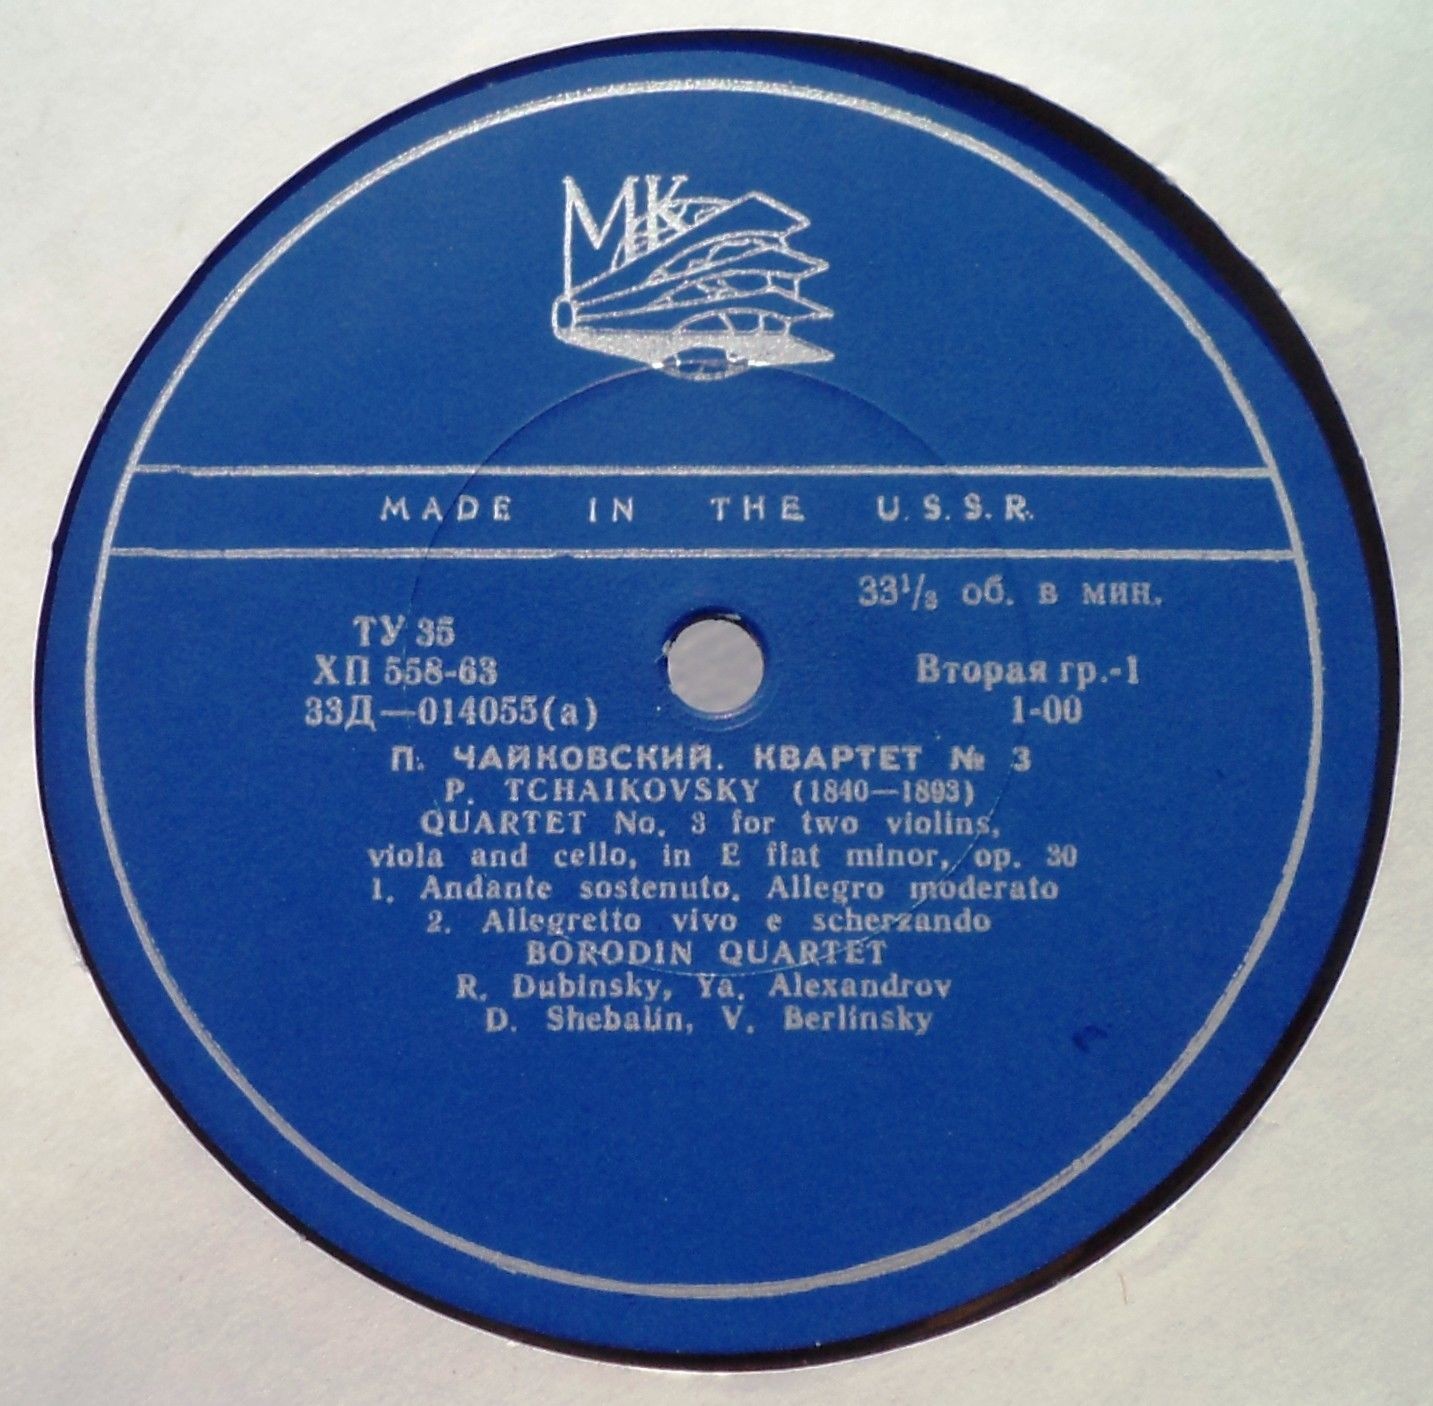 МК
MADE IN THE U.S.S.R.
33⅓ об. в мин.
ТУ 35
ХП 558-63
Вторая гр.-1
33Д—014055(а)
1-00
П. ЧАЙКОВСКИЙ. КВАРТЕТ № 3
P. TCHAIKOVSKY (1840—1893)
QUARTET No. 3 for two violins,
viola and cello, in E flat minor, op. 30
1. Andante sostenuto. Allegro moderato
2. Allegretto vivo e scherzando
BORODIN QUARTET
R. Dubinsky, Ya. Alexandrov
D. Shebalin, V. Berlinsky